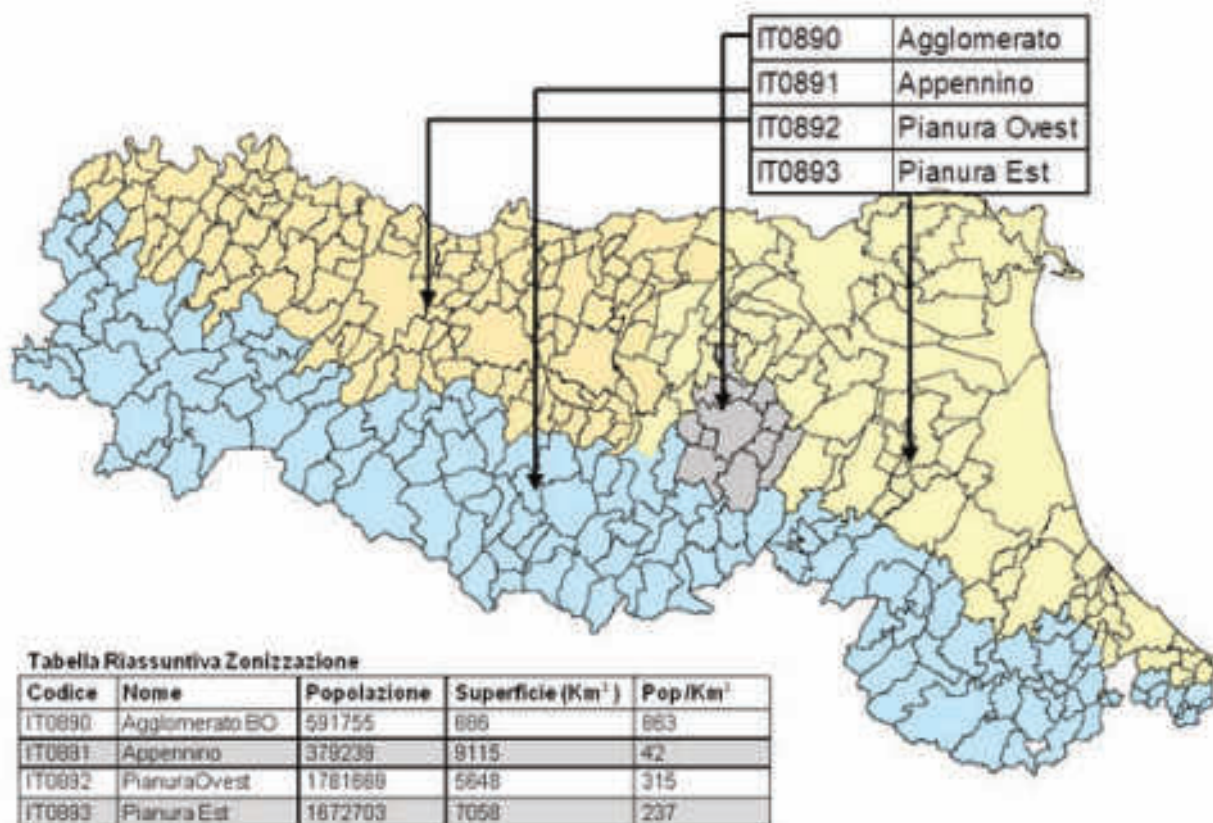 IT0890 Agglomerato
IT0891 Appennino
IT0892 Pianura Ovest
IT0893 Pianura Est
Tabella Riassuntiva Zonizzazione
Codice Nome Popolazione Superficie (Km²) Pop/Km²
IT0890 Agglomerato BO 591755 686 863
IT0891 Appennino 379239 9115 42
IT0892 PianuraOvest 1781669 5648 315
IT0893 Pianura Est 1672703 7058 237